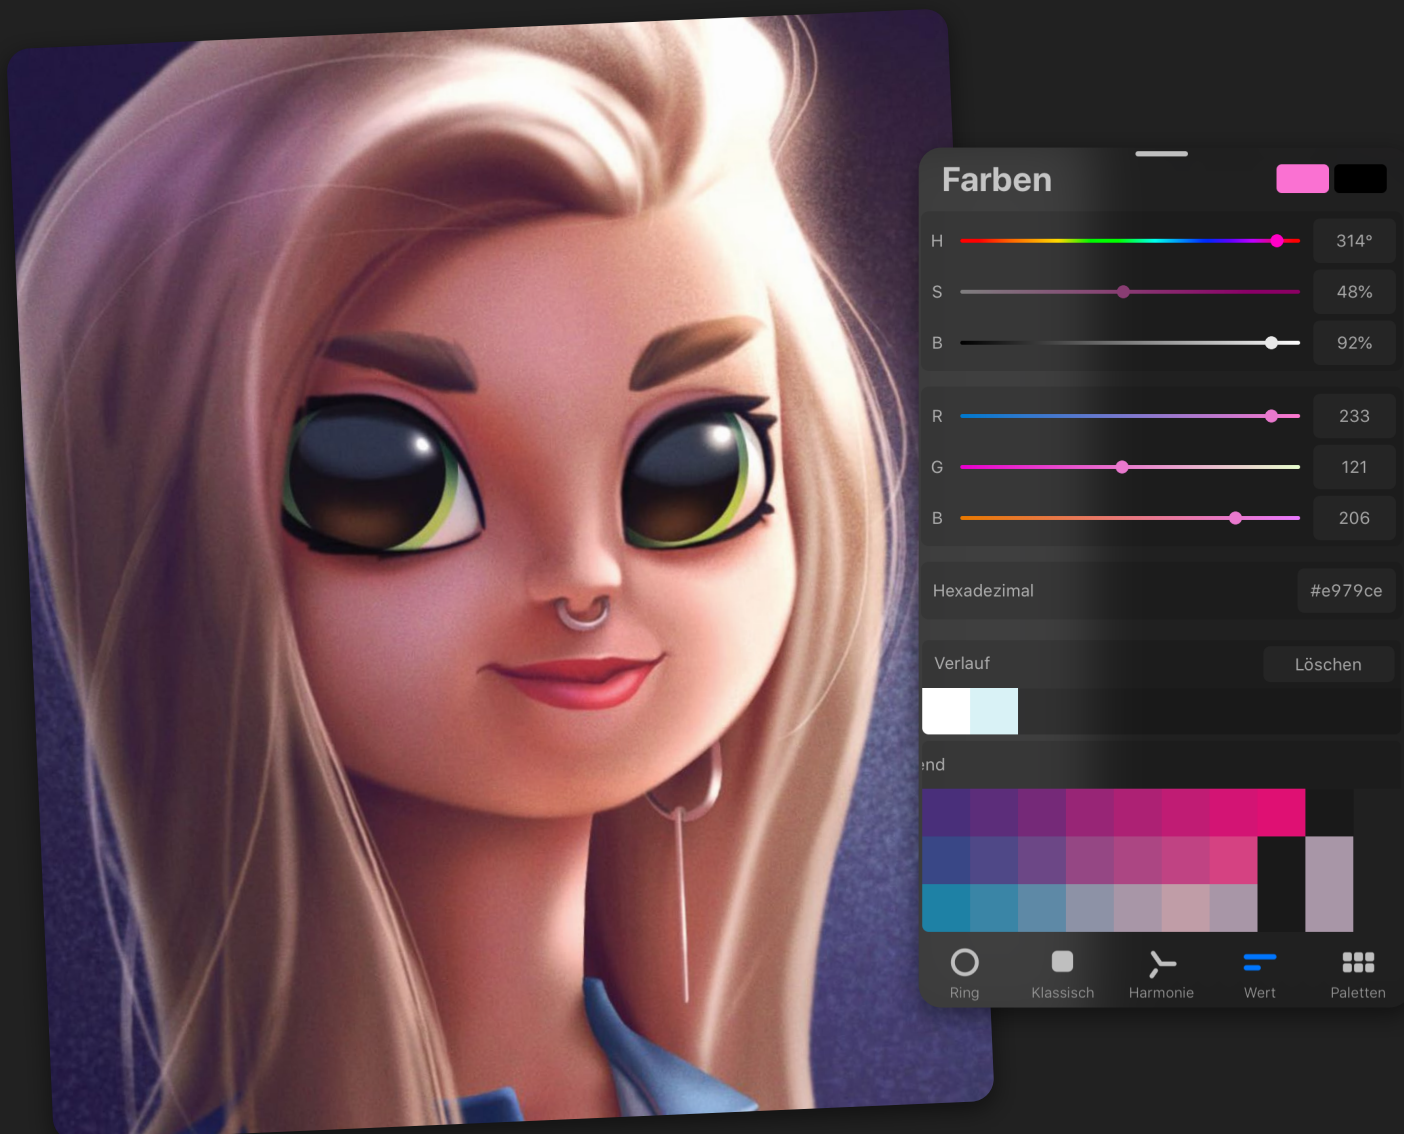 Farben
H 314°
S 48%
B 92%
R 233
G 121
B 206
Hexadezimal #e979ce
Verlauf Löschen
Ring Klassisch Harmonie Wert Paletten